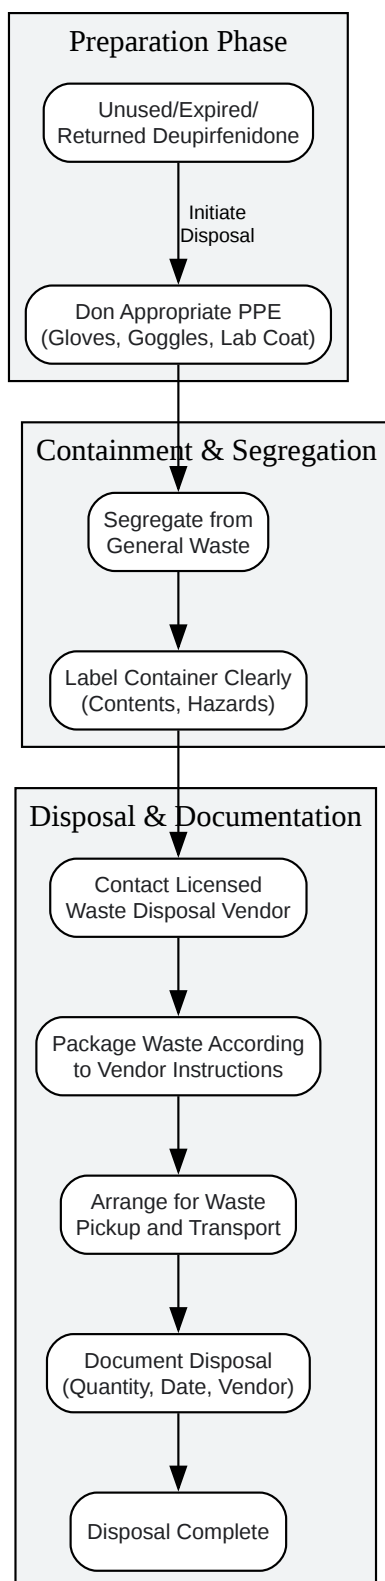 Preparation Phase
Unused/Expired/
Returned Deupirfenidone
Initiate
Disposal
Don Appropriate PPE
(Gloves, Goggles, Lab Coat)
Containment & Segregation
Segregate from
General Waste
Label Container Clearly
(Contents, Hazards)
Disposal & Documentation
Contact Licensed
Waste Disposal Vendor
Package Waste According
to Vendor Instructions
Arrange for Waste
Pickup and Transport
Document Disposal
(Quantity, Date, Vendor)
Disposal Complete